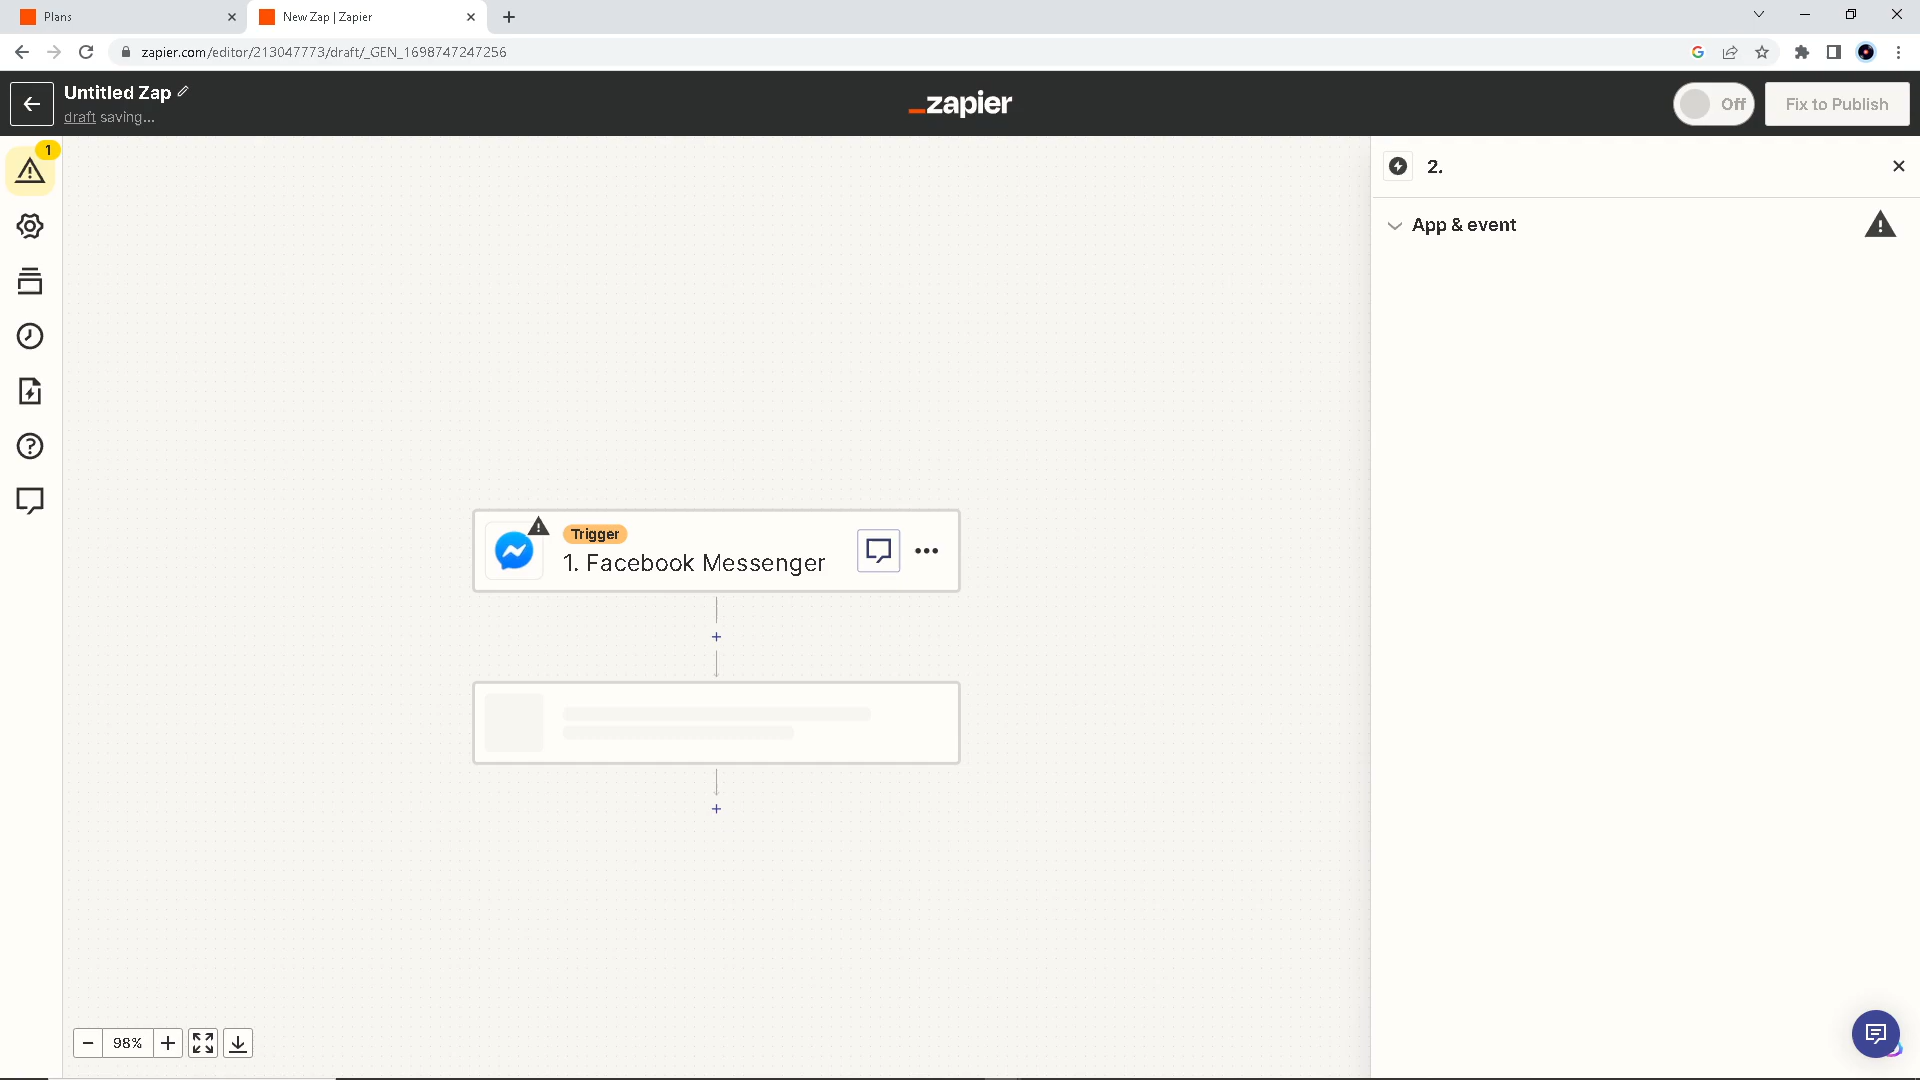 Plans
New Zap | Zapier
zapier.com/editor/213047773/draft/_GEN_1698747247256
Untitled Zap
draft saving...
_zapier
Off
Fix to Publish
1
2.
App & event
Trigger
1. Facebook Messenger
98%